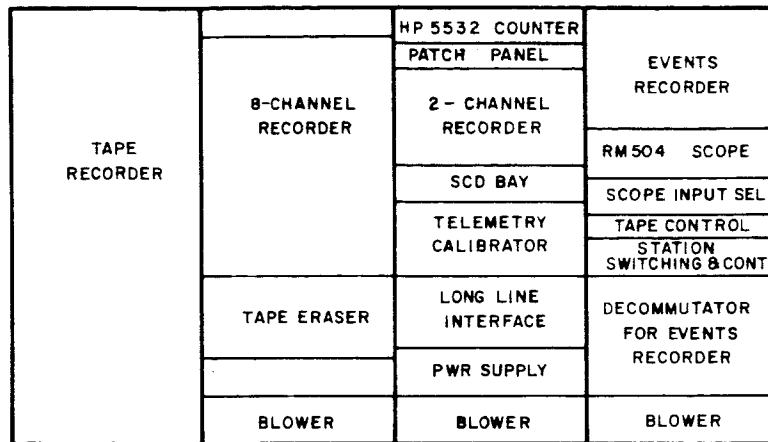 TAPE
RECORDER
8-CHANNEL
RECORDER
TAPE ERASER
BLOWER
HP 5532 COUNTER
PATCH PANEL
2 - CHANNEL
RECORDER
SCD BAY
TELEMETRY
CALIBRATOR
LONG LINE
INTERFACE
PWR SUPPLY
BLOWER
EVENTS
RECORDER
RM504 SCOPE
SCOPE INPUT SEL
TAPE CONTROL
STATION
SWITCHING & CONT
DECOMMUTATOR
FOR EVENTS
RECORDER
BLOWER